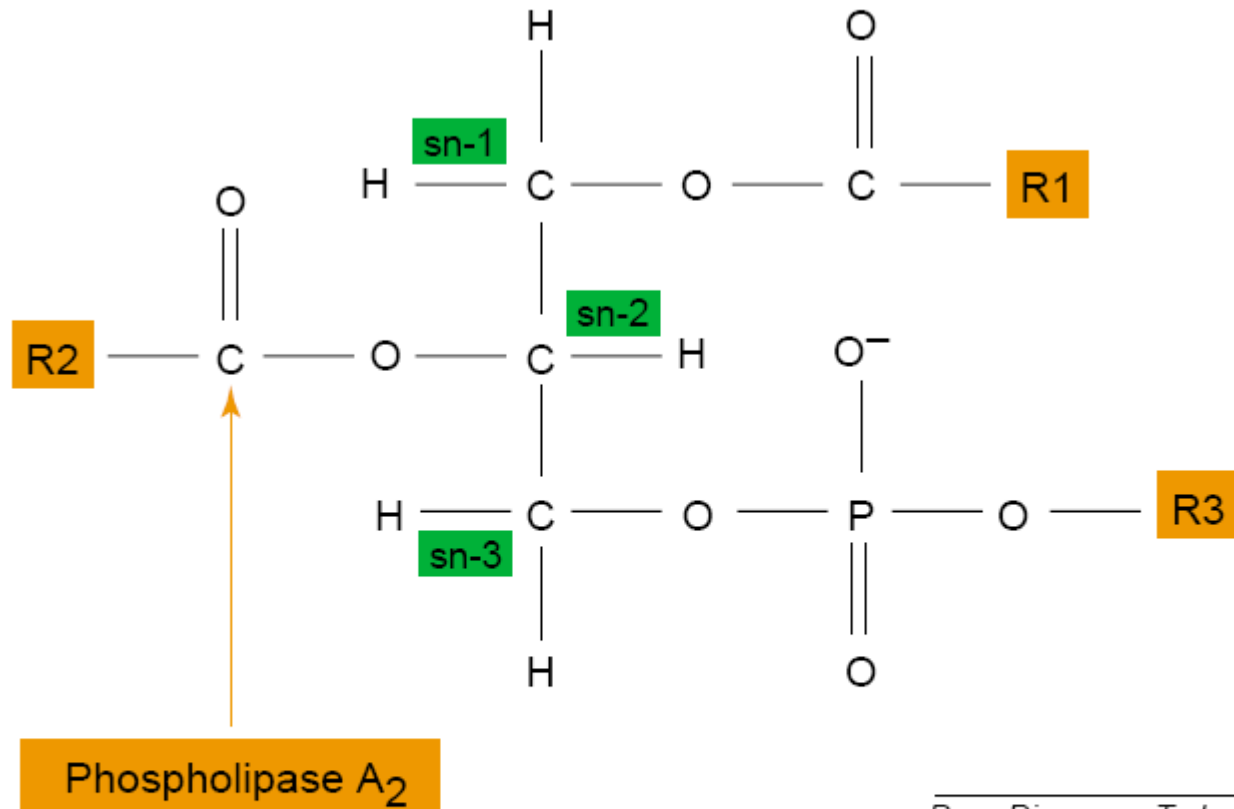 H O
sn-1
H C O C R1
O
sn-2
R2 C O C H O−
H C O P O R3
sn-3
H O
Phospholipase A2